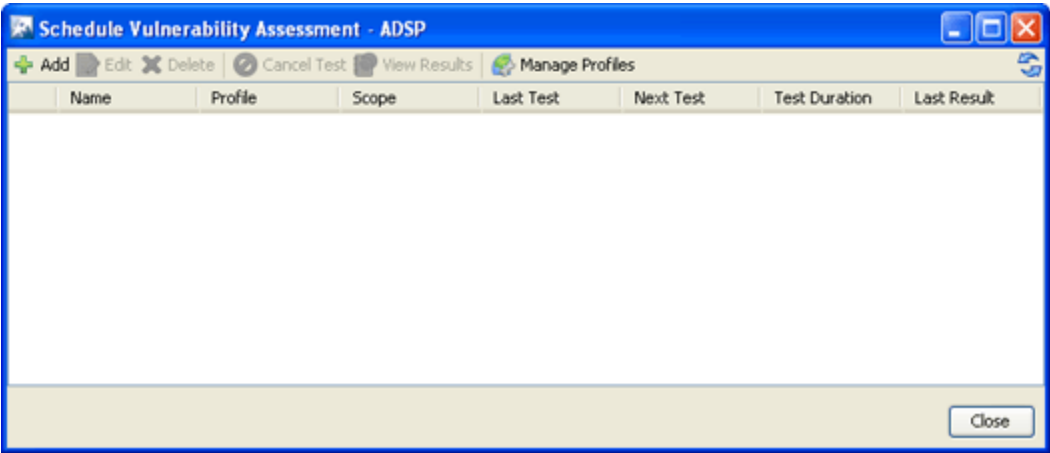 Schedule Vulnerability Assessment - ADSP
Add Edit Delete Cancel Test View Results Manage Profiles
Name Profile Scope Last Test Next Test Test Duration Last Result
Close